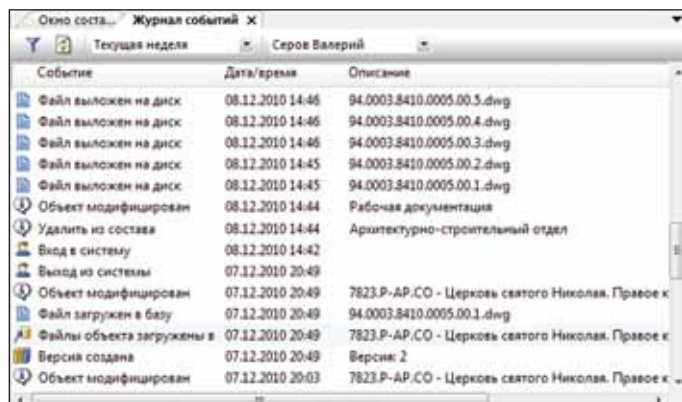 Окно соста... Журнал событий
Текущая неделя Серов Валерий
Событие Дата/время Описание
Файл выложен на диск 08.12.2010 14:46 94.0003.8410.0005.00.5.dwg
Файл выложен на диск 08.12.2010 14:46 94.0003.8410.0005.00.4.dwg
Файл выложен на диск 08.12.2010 14:46 94.0003.8410.0005.00.3.dwg
Файл выложен на диск 08.12.2010 14:45 94.0003.8410.0005.00.2.dwg
Файл выложен на диск 08.12.2010 14:45 94.0003.8410.0005.00.1.dwg
Объект модифицирован 08.12.2010 14:44 Рабочая документация
Удалить из состава 08.12.2010 14:44 Архитектурно-строительный отдел
Вход в систему 08.12.2010 14:42
Выход из системы 07.12.2010 20:49
Объект модифицирован 07.12.2010 20:49 7823.Р-АР.СО - Церковь святого Николая. Правое к
Файл загружен в базу 07.12.2010 20:49 94.0003.8410.0005.00.1.dwg
Файлы объекта загружены в 07.12.2010 20:49 7823.Р-АР.СО - Церковь святого Николая. Правое к
Версия создана 07.12.2010 20:49 Версия: 2
Объект модифицирован 07.12.2010 20:03 7823.Р-АР.СО - Церковь святого Николая. Правое к